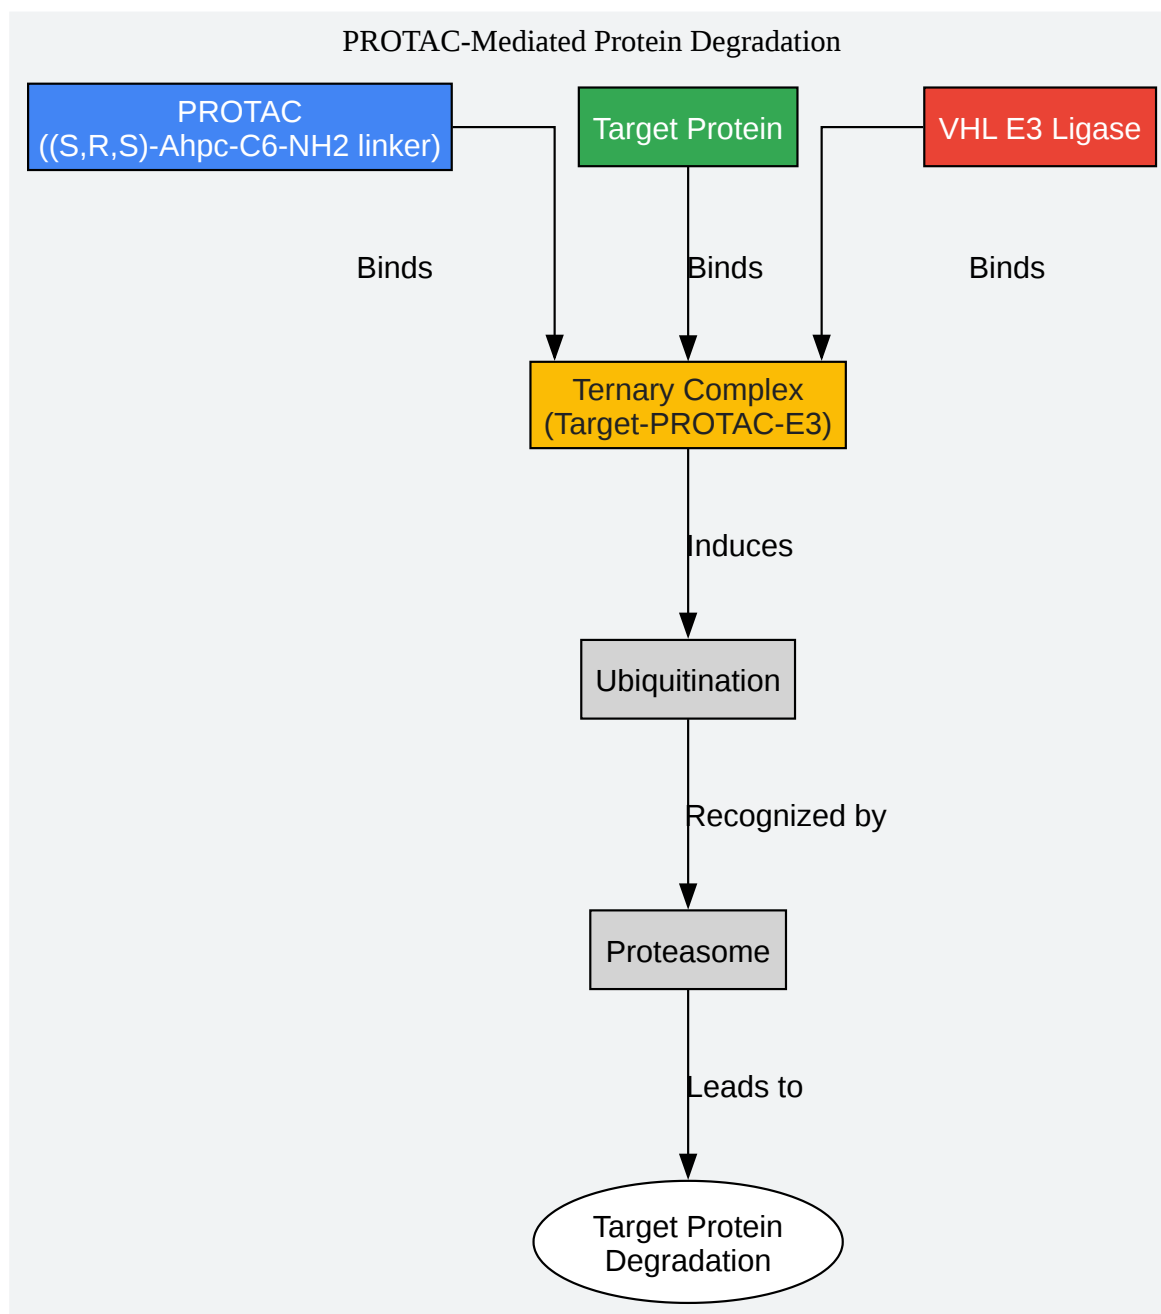 PROTAC-Mediated Protein Degradation
PROTAC
((S,R,S)-Ahpc-C6-NH2 linker)
Target Protein
VHL E3 Ligase
Binds
Binds
Binds
Ternary Complex
(Target-PROTAC-E3)
Induces
Ubiquitination
Recognized by
Proteasome
Leads to
Target Protein
Degradation